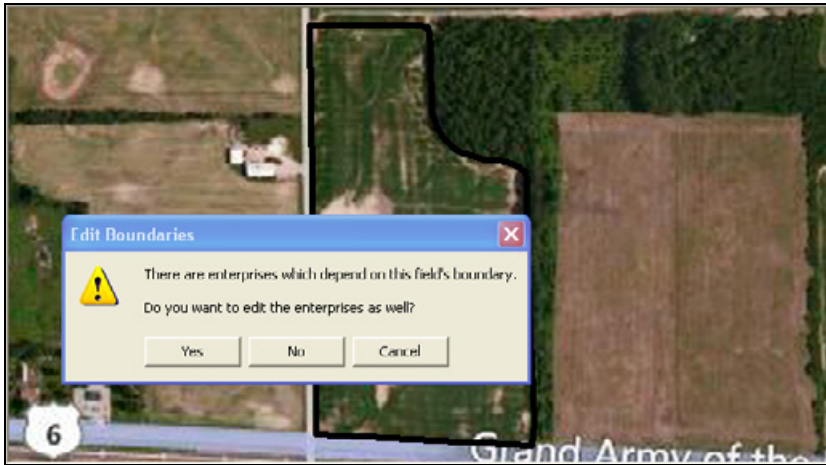 Edit Boundaries
There are enterprises which depend on this field's boundary.
Do you want to edit the enterprises as well?
Yes No Cancel
6
Grand Army of the